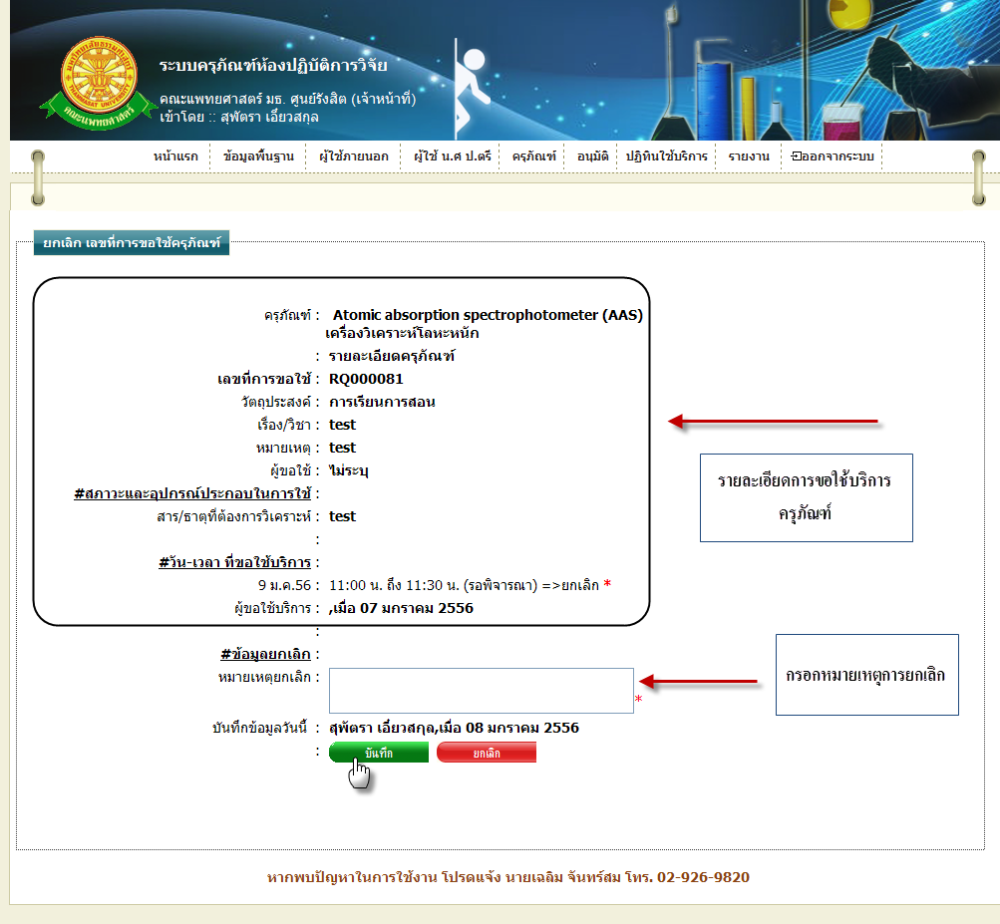 ระบบครุภัณฑ์ห้องปฏิบัติการวิจัย
คณะแพทยศาสตร์ มธ. ศูนย์รังสิต (เจ้าหน้าที่)
เข้าโดย :: สุพัตรา เอี่ยวสกุล
THAMMASAT UNIVERSITY
คณะแพทยศาสตร์
หน้าแรก ข้อมูลพื้นฐาน ผู้ใช้ภายนอก ผู้ใช้ น.ศ ป.ตรี ครุภัณฑ์ อนุมัติ ปฏิทินใช้บริการ รายงาน ออกจากระบบ
ยกเลิก เลขที่การขอใช้ครุภัณฑ์
ครุภัณฑ์ : Atomic absorption spectrophotometer (AAS)
เครื่องวิเคราะห์โลหะหนัก
: รายละเอียดครุภัณฑ์
เลขที่การขอใช้ : RQ000081
วัตถุประสงค์ : การเรียนการสอน
เรื่อง/วิชา : test
หมายเหตุ : test
ผู้ขอใช้ : ไม่ระบุ
#สภาวะและอุปกรณ์ประกอบในการใช้ :
สาร/ธาตุที่ต้องการวิเคราะห์ : test
:
#วัน-เวลา ที่ขอใช้บริการ :
9 ม.ค.56 : 11:00 น. ถึง 11:30 น. (รอพิจารณา) =>ยกเลิก *
ผู้ขอใช้บริการ : ,เมื่อ 07 มกราคม 2556
:
#ข้อมูลยกเลิก :
หมายเหตุยกเลิก : *
บันทึกข้อมูลวันนี้ : สุพัตรา เอี่ยวสกุล,เมื่อ 08 มกราคม 2556
: บันทึก ยกเลิก
รายละเอียดการขอใช้บริการ
ครุภัณฑ์
กรอกหมายเหตุการยกเลิก
หากพบปัญหาในการใช้งาน โปรดแจ้ง นายเฉลิม จันทร์สม โทร. 02-926-9820